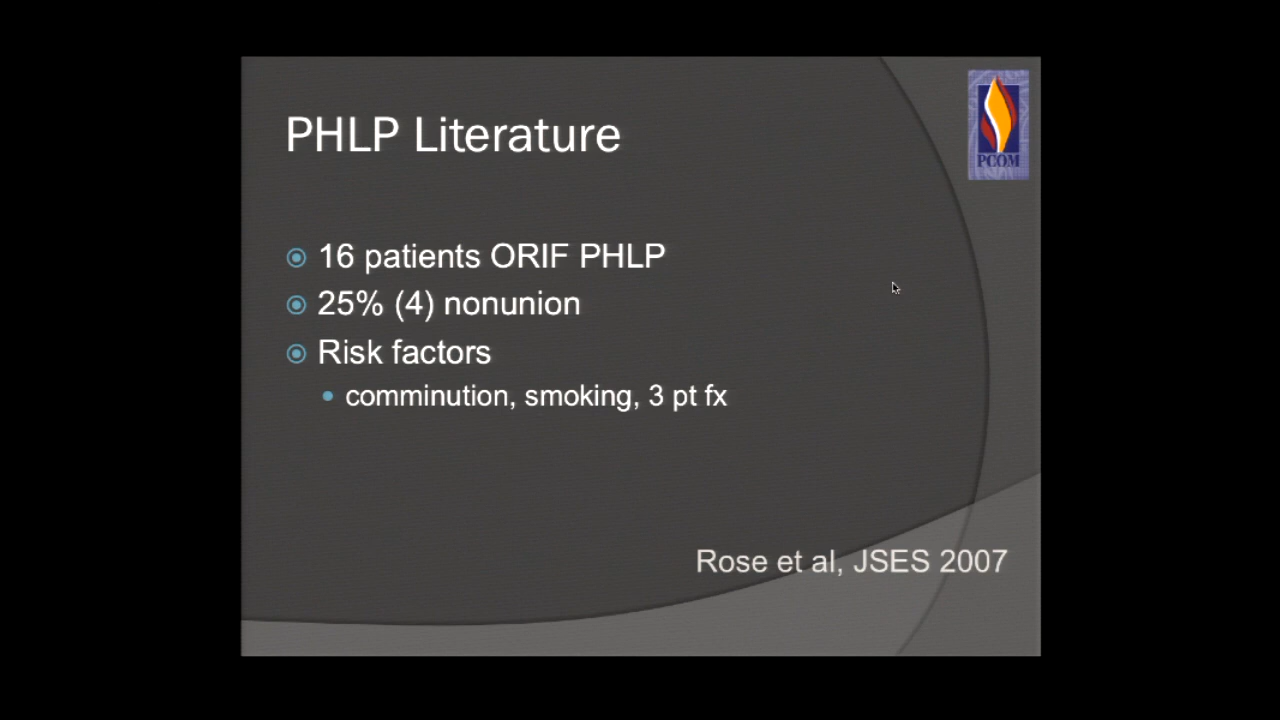 PHLP Literature
PCOM
16 patients ORIF PHLP
25% (4) nonunion
Risk factors
comminution, smoking, 3 pt fx
Rose et al, JSES 2007